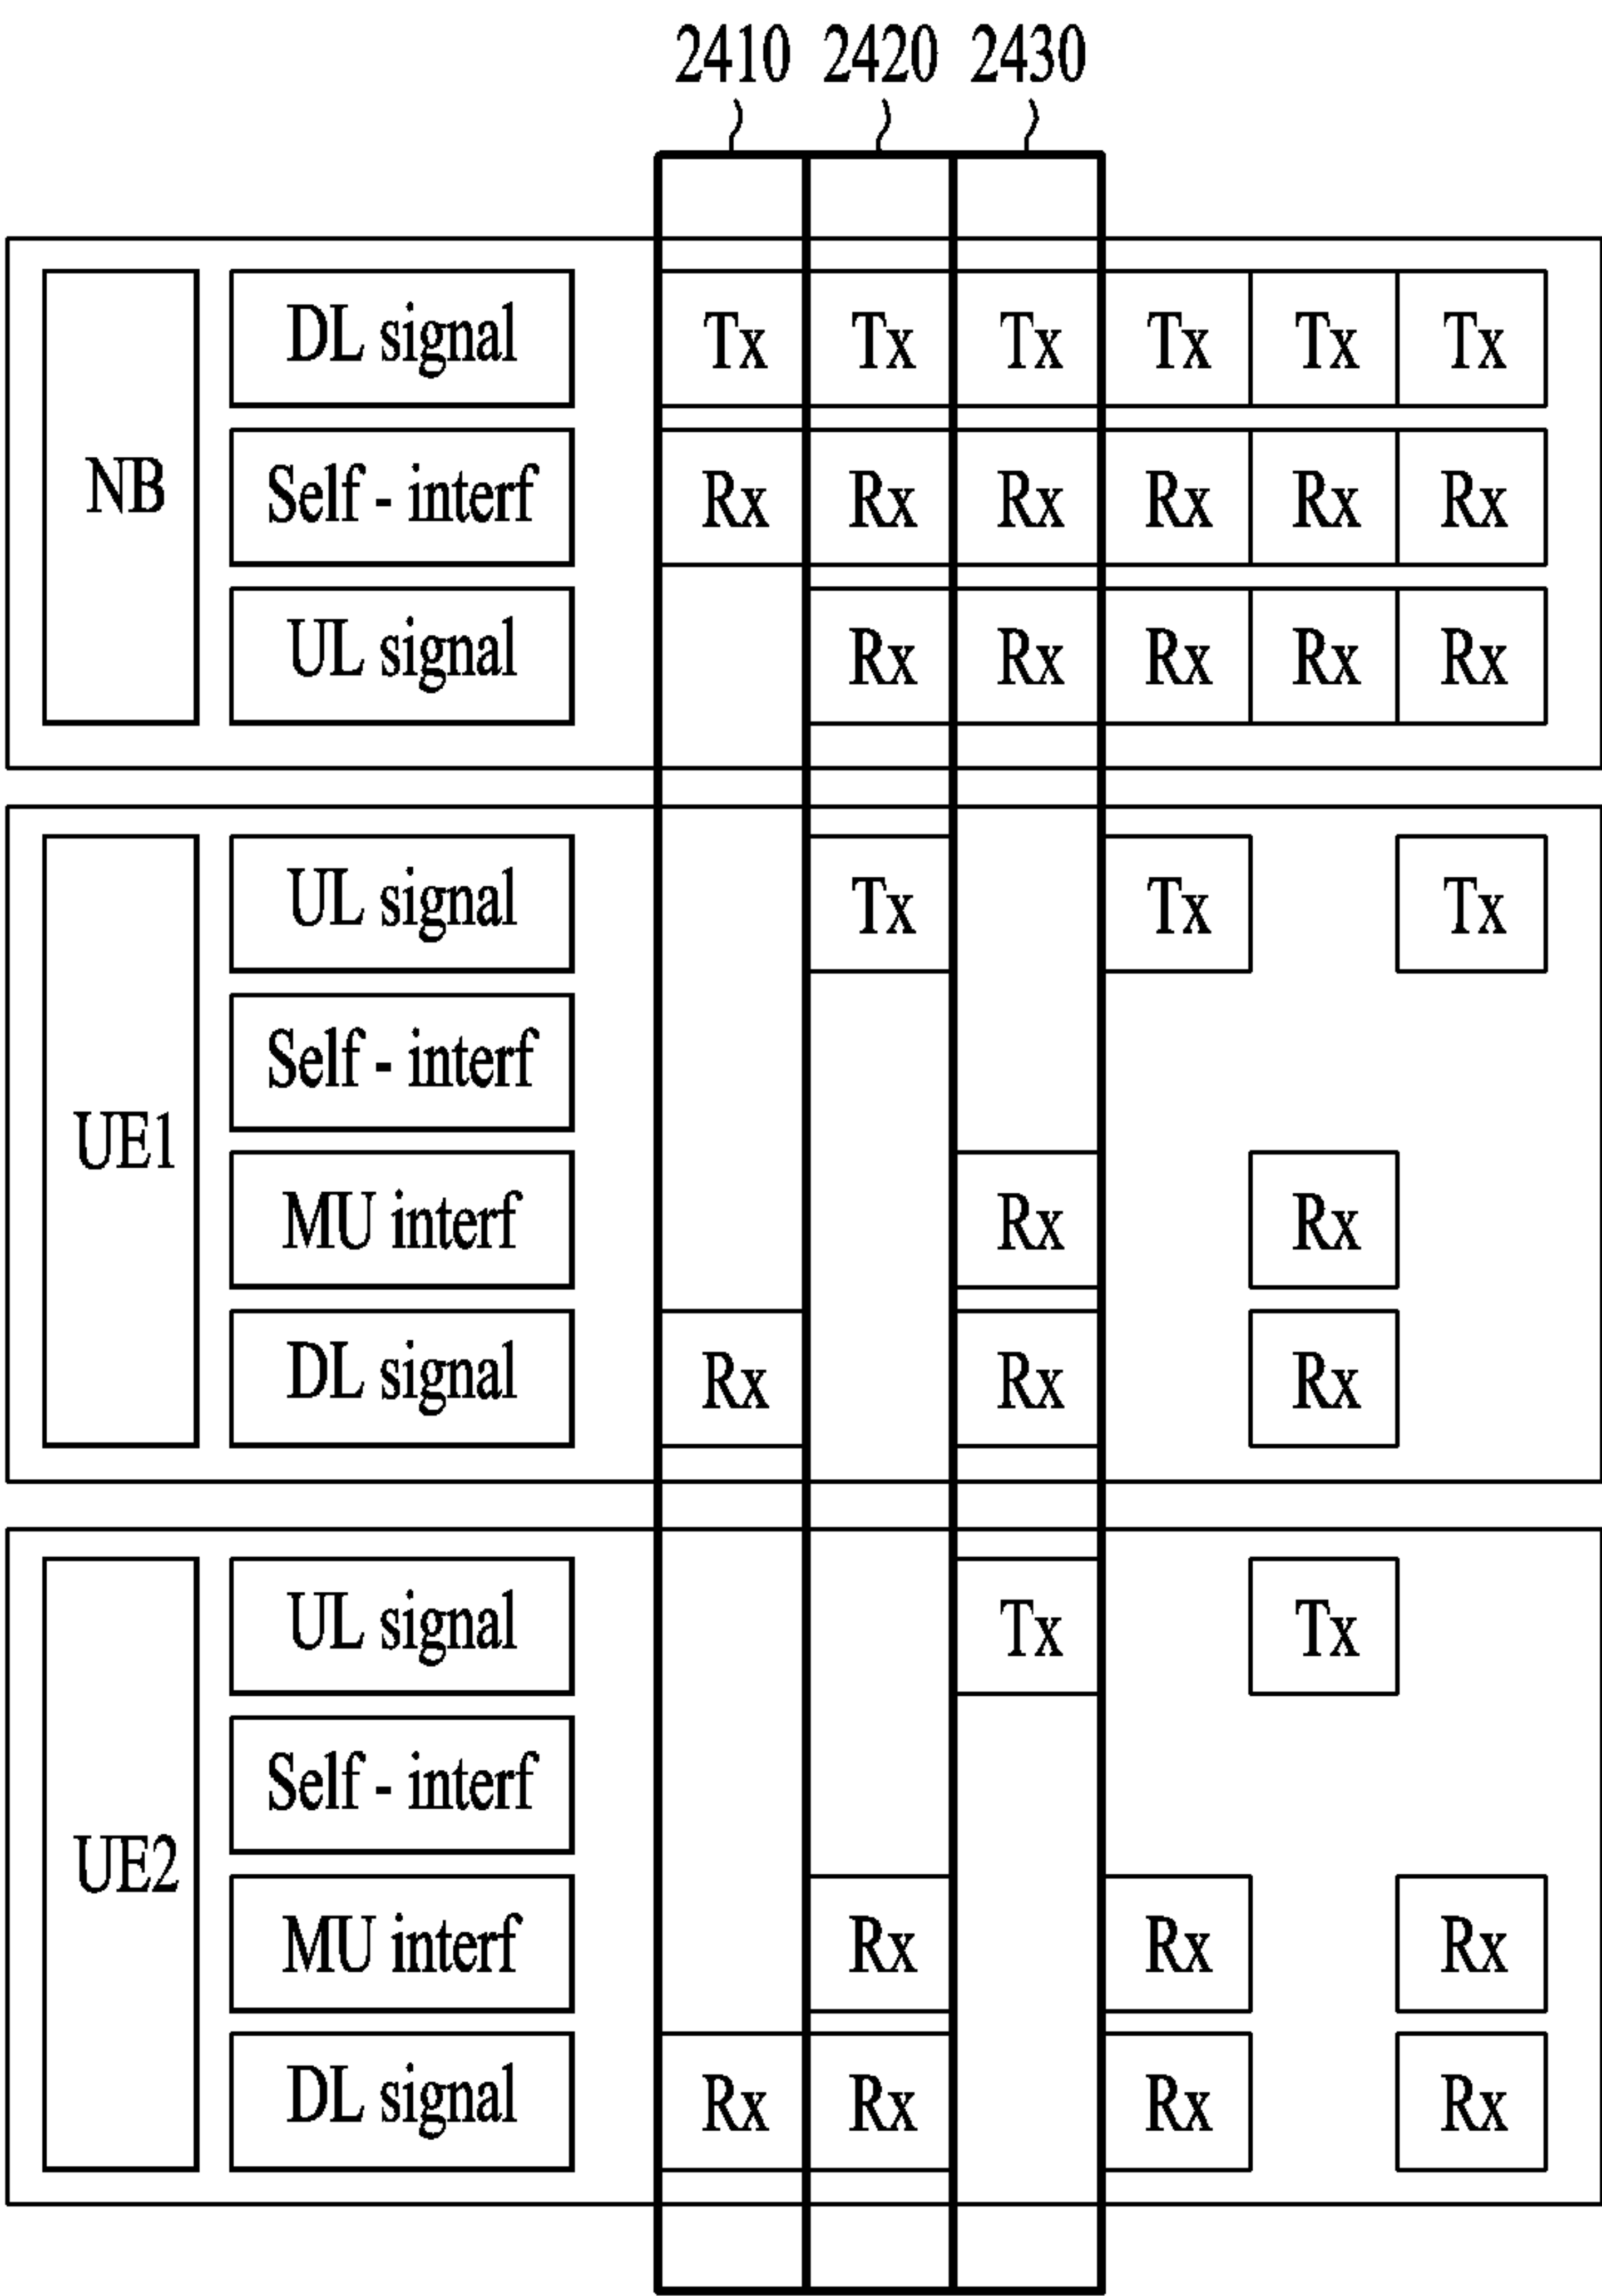 2410 2420 2430
DL signal Tx Tx Tx Tx Tx Tx
NB Self - interf Rx Rx Rx Rx Rx Rx
UL signal Rx Rx Rx Rx Rx
UL signal Tx Tx Tx
Self - interf
UE1
MU interf Rx Rx
DL signal Rx Rx Rx
UL signal Tx Tx
Self - interf
UE2
MU interf Rx Rx Rx
DL signal Rx Rx Rx Rx